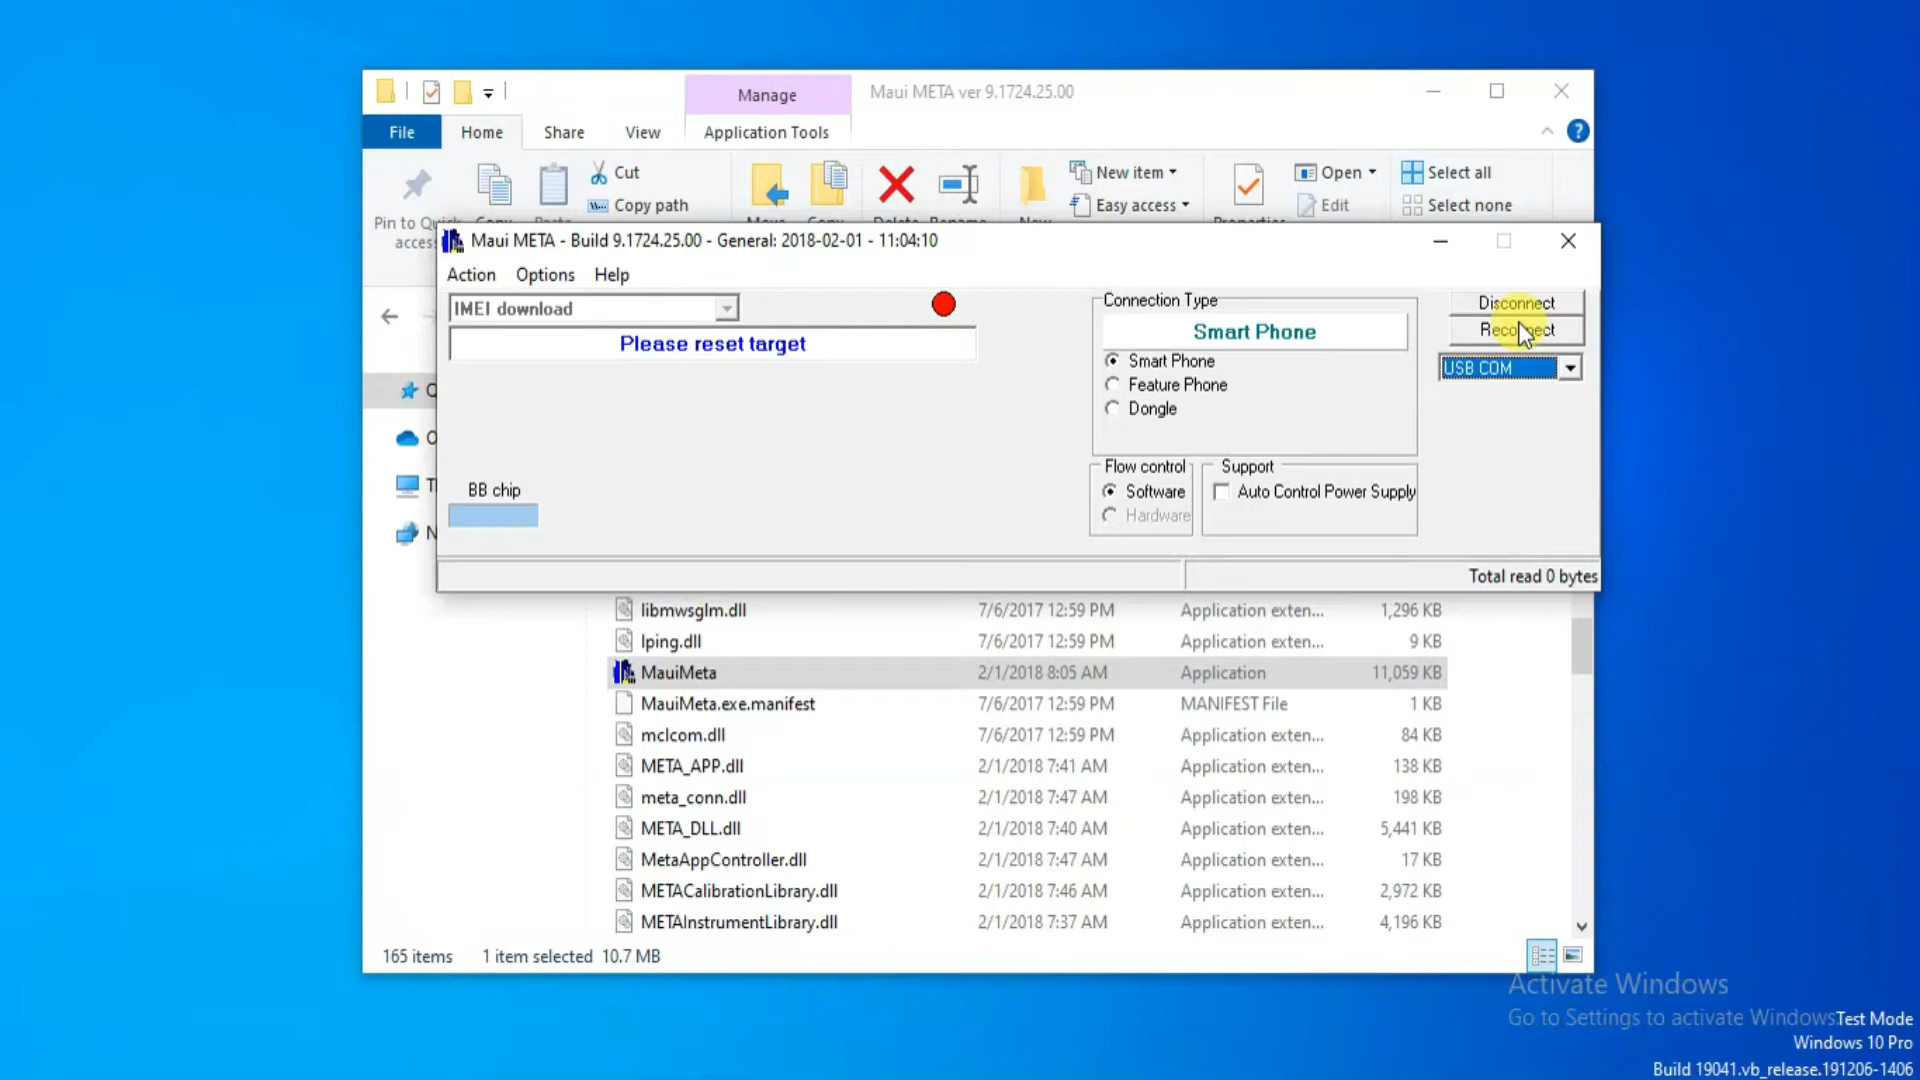 Manage
Maui META ver 9.1724.25.00
File
Home
Share
View
Application Tools
Cut
New item
Open
Select all
Copy path
Easy access
Edit
Select none
Pin to Quick
access
Maui META - Build 9.1724.25.00 - General: 2018-02-01 - 11:04:10
Action
Options
Help
IMEI download
Please reset target
Connection Type
Smart Phone
Smart Phone
Feature Phone
Dongle
Disconnect
Reconnect
USB COM
Flow control
Software
Hardware
Support
Auto Control Power Supply
BB chip
Total read 0 bytes
libmwsglm.dll 7/6/2017 12:59 PM Application exten... 1,296 KB
lping.dll 7/6/2017 12:59 PM Application exten... 9 KB
MauiMeta 2/1/2018 8:05 AM Application 11,059 KB
MauiMeta.exe.manifest 7/6/2017 12:59 PM MANIFEST File 1 KB
mclcom.dll 7/6/2017 12:59 PM Application exten... 84 KB
META_APP.dll 2/1/2018 7:41 AM Application exten... 138 KB
meta_conn.dll 2/1/2018 7:47 AM Application exten... 198 KB
META_DLL.dll 2/1/2018 7:40 AM Application exten... 5,441 KB
MetaAppController.dll 2/1/2018 7:47 AM Application exten... 17 KB
METACalibrationLibrary.dll 2/1/2018 7:46 AM Application exten... 2,972 KB
METAInstrumentLibrary.dll 2/1/2018 7:37 AM Application exten... 4,196 KB
165 items 1 item selected 10.7 MB
Activate Windows
Go to Settings to activate Windows.
Test Mode
Windows 10 Pro
Build 19041.vb_release.191206-1406